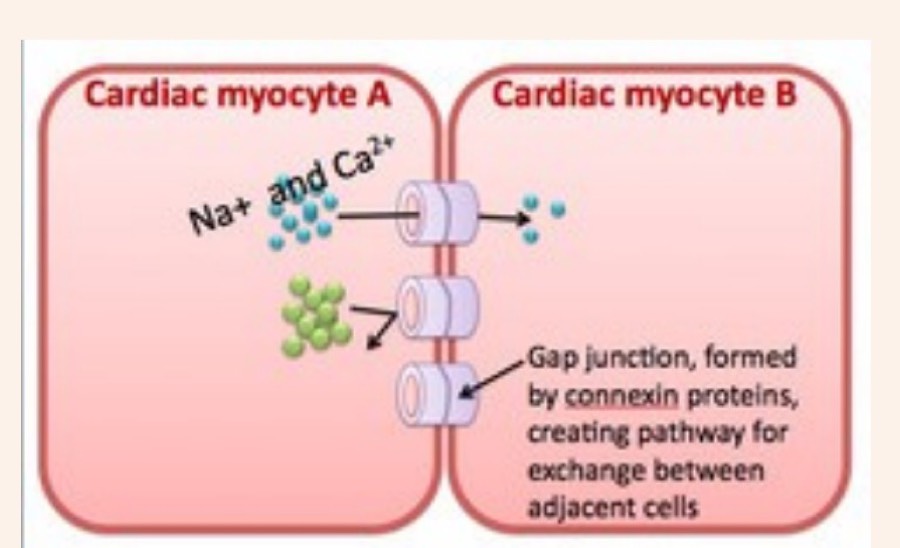 Cardiac myocyte A
Cardiac myocyte B
Na+ and Ca²⁺
Gap junction, formed
by connexin proteins,
creating pathway for
exchange between
adjacent cells